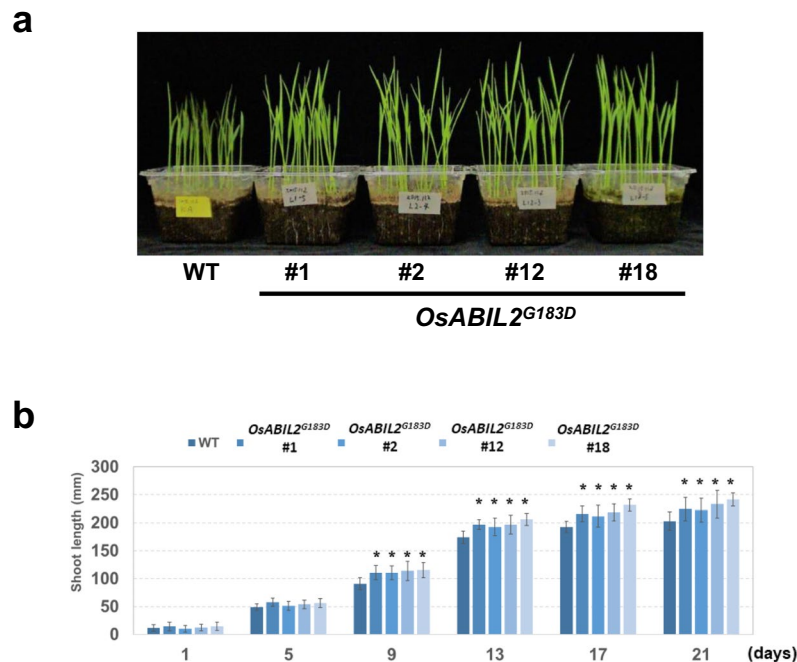 a
WT #1 #2 #12 #18
OsABIL2G183D
b
WT OsABIL2G183D #1 OsABIL2G183D #2 OsABIL2G183D #12 OsABIL2G183D #18
Shoot length (mm)
300
250
200
150
100
50
0
* * * *
* * * *
* * * *
* * * *
1 5 9 13 17 21 (days)